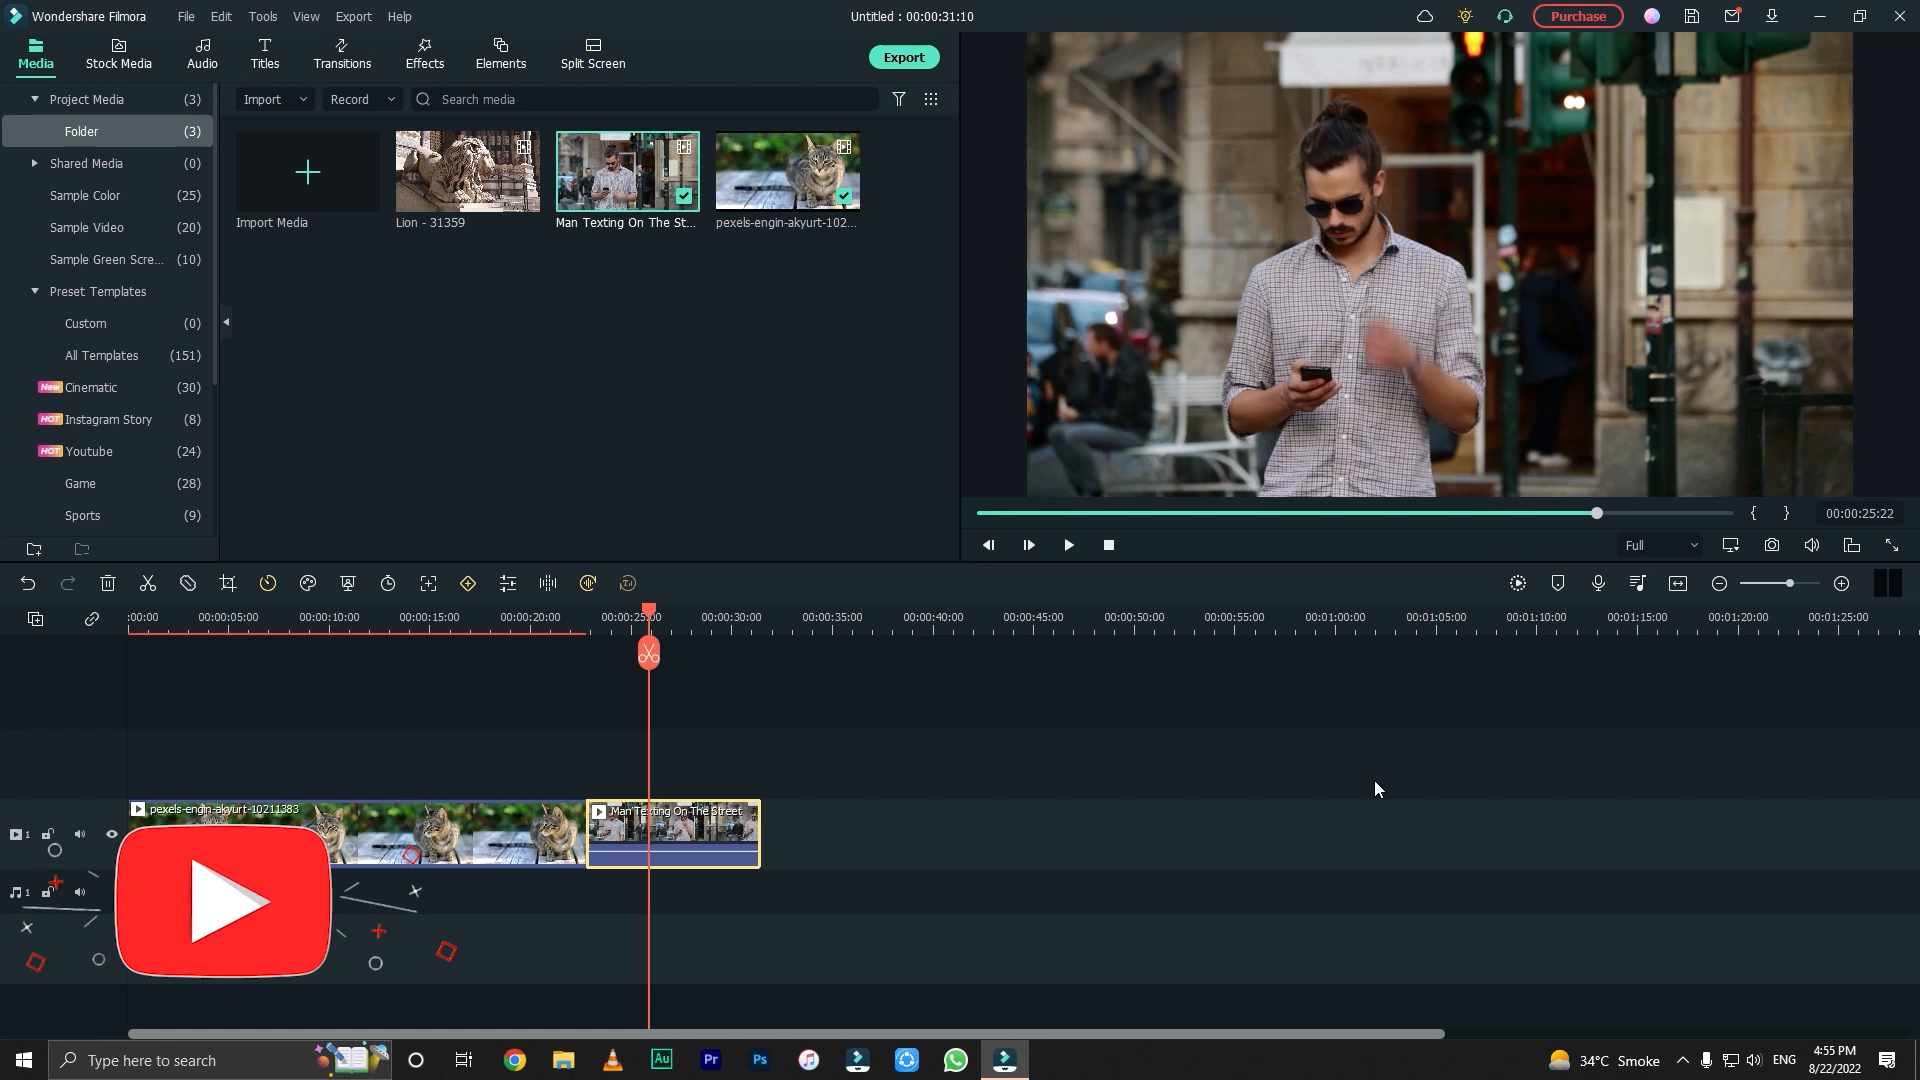 Wondershare Filmora File Edit Tools View Export Help Untitled : 00:00:31:10 Purchase
Media Stock Media Audio Titles Transitions Effects Elements Split Screen Export
Project Media (3) Import Record Search media
Folder (3)
Shared Media (0)
Sample Color (25)
Sample Video (20)
Sample Green Scre... (10)
Preset Templates
Custom (0)
All Templates (151)
New Cinematic (30)
HOT Instagram Story (8)
HOT Youtube (24)
Game (28)
Sports (9)
Import Media Lion - 31359 Man Texting On The St... pexels-engin-akyurt-102...
00:00:25:22
Full
:00:00 00:00:05:00 00:00:10:00 00:00:15:00 00:00:20:00 00:00:25:00 00:00:30:00 00:00:35:00 00:00:40:00 00:00:45:00 00:00:50:00 00:00:55:00 00:01:00:00 00:01:05:00 00:01:10:00 00:01:15:00 00:01:20:00 00:01:25:00
pexels-engin-akyurt-10211383 Man Texting On The Street
1
1
Type here to search Au Pr Ps 34°C Smoke ENG 4:55 PM
8/22/2022